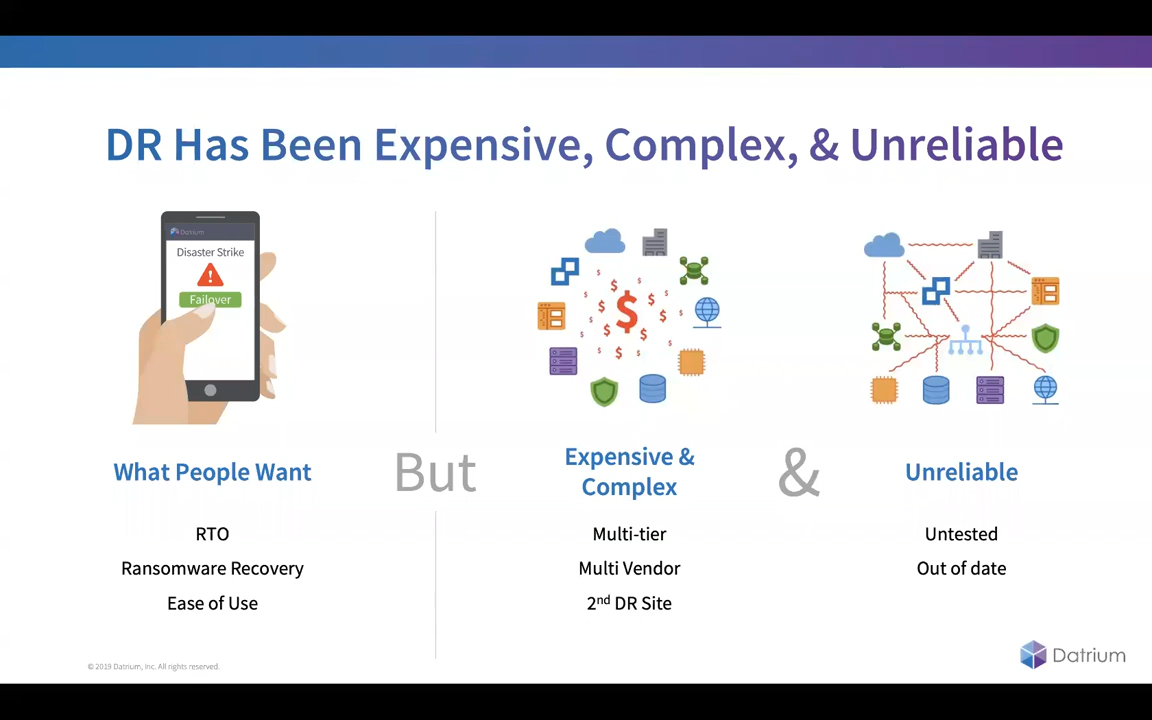 DR Has Been Expensive, Complex, & Unreliable
Datrium
Disaster Strike
!
Failover
$
What People Want
RTO
Ransomware Recovery
Ease of Use
But
Expensive &
Complex
Multi-tier
Multi Vendor
2nd DR Site
&
Unreliable
Untested
Out of date
© 2019 Datrium, Inc. All rights reserved.
Datrium